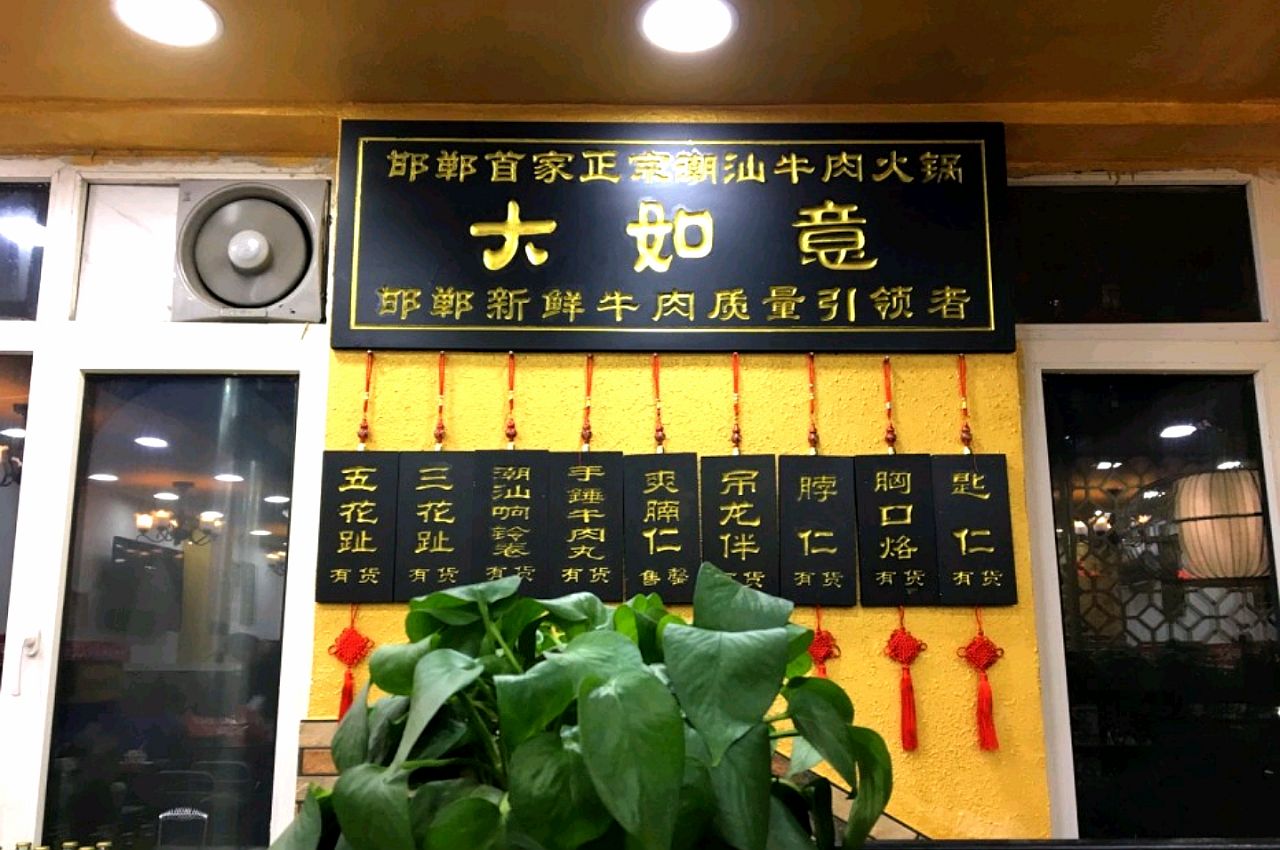 邯郸首家正宗潮汕牛肉火锅
大如意
邯郸新鲜牛肉质量引领者
五花趾
有货
三花趾
有货
潮汕响铃卷
有货
手锤牛肉丸
有货
爽腩仁
售罄
吊龙伴
有货
脖仁
有货
胸口烙
有货
匙仁
有货